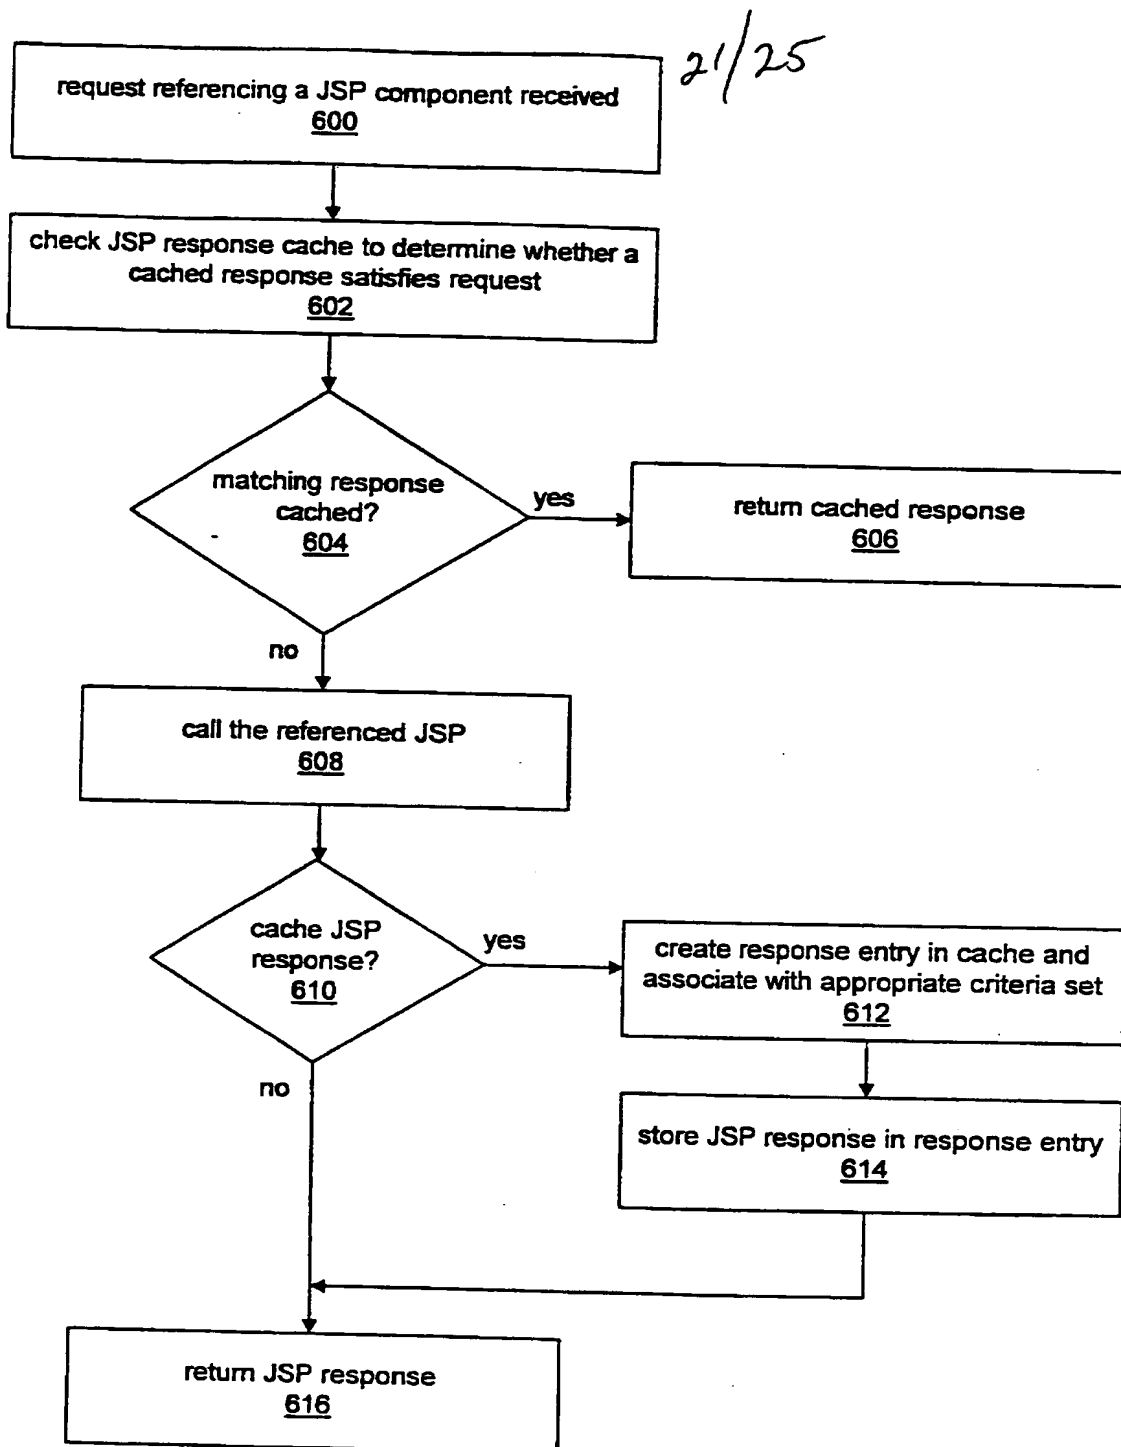 21/25
request referencing a JSP component received
600
check JSP response cache to determine whether a
cached response satisfies request
602
matching response
cached?
604
yes
return cached response
606
no
call the referenced JSP
608
cache JSP
response?
610
yes
create response entry in cache and
associate with appropriate criteria set
612
no
store JSP response in response entry
614
return JSP response
616